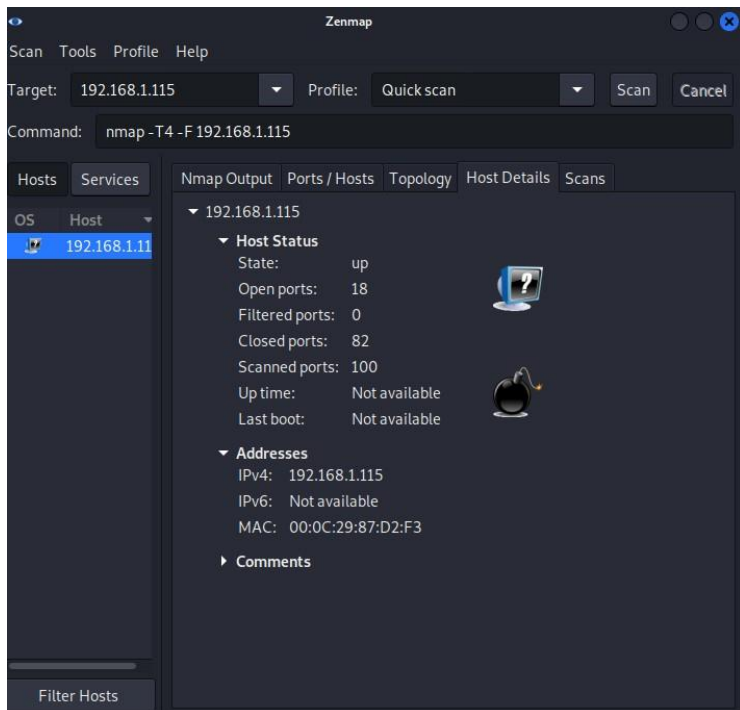 Zenmap
Scan Tools Profile Help
Target: 192.168.1.115 Profile: Quick scan Scan Cancel
Command: nmap -T4 -F 192.168.1.115
Hosts Services Nmap Output Ports / Hosts Topology Host Details Scans
OS Host
192.168.1.11
192.168.1.115
Host Status
State: up
Open ports: 18
Filtered ports: 0
Closed ports: 82
Scanned ports: 100
Up time: Not available
Last boot: Not available
Addresses
IPv4: 192.168.1.115
IPv6: Not available
MAC: 00:0C:29:87:D2:F3
Comments
Filter Hosts
?